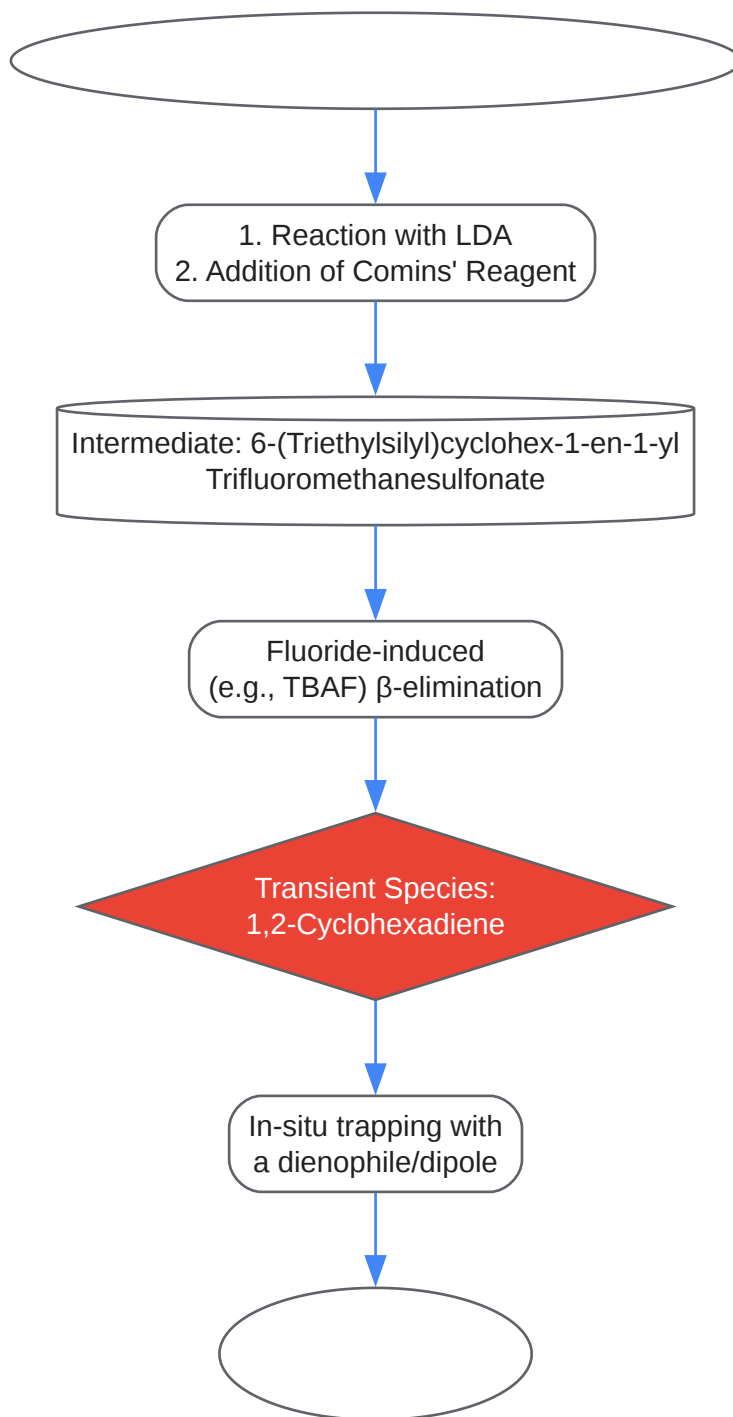 1. Reaction with LDA
2. Addition of Comins' Reagent
Intermediate: 6-(Triethylsilyl)cyclohex-1-en-1-yl
Trifluoromethanesulfonate
Fluoride-induced
(e.g., TBAF) β-elimination
Transient Species:
1,2-Cyclohexadiene
In-situ trapping with
a dienophile/dipole